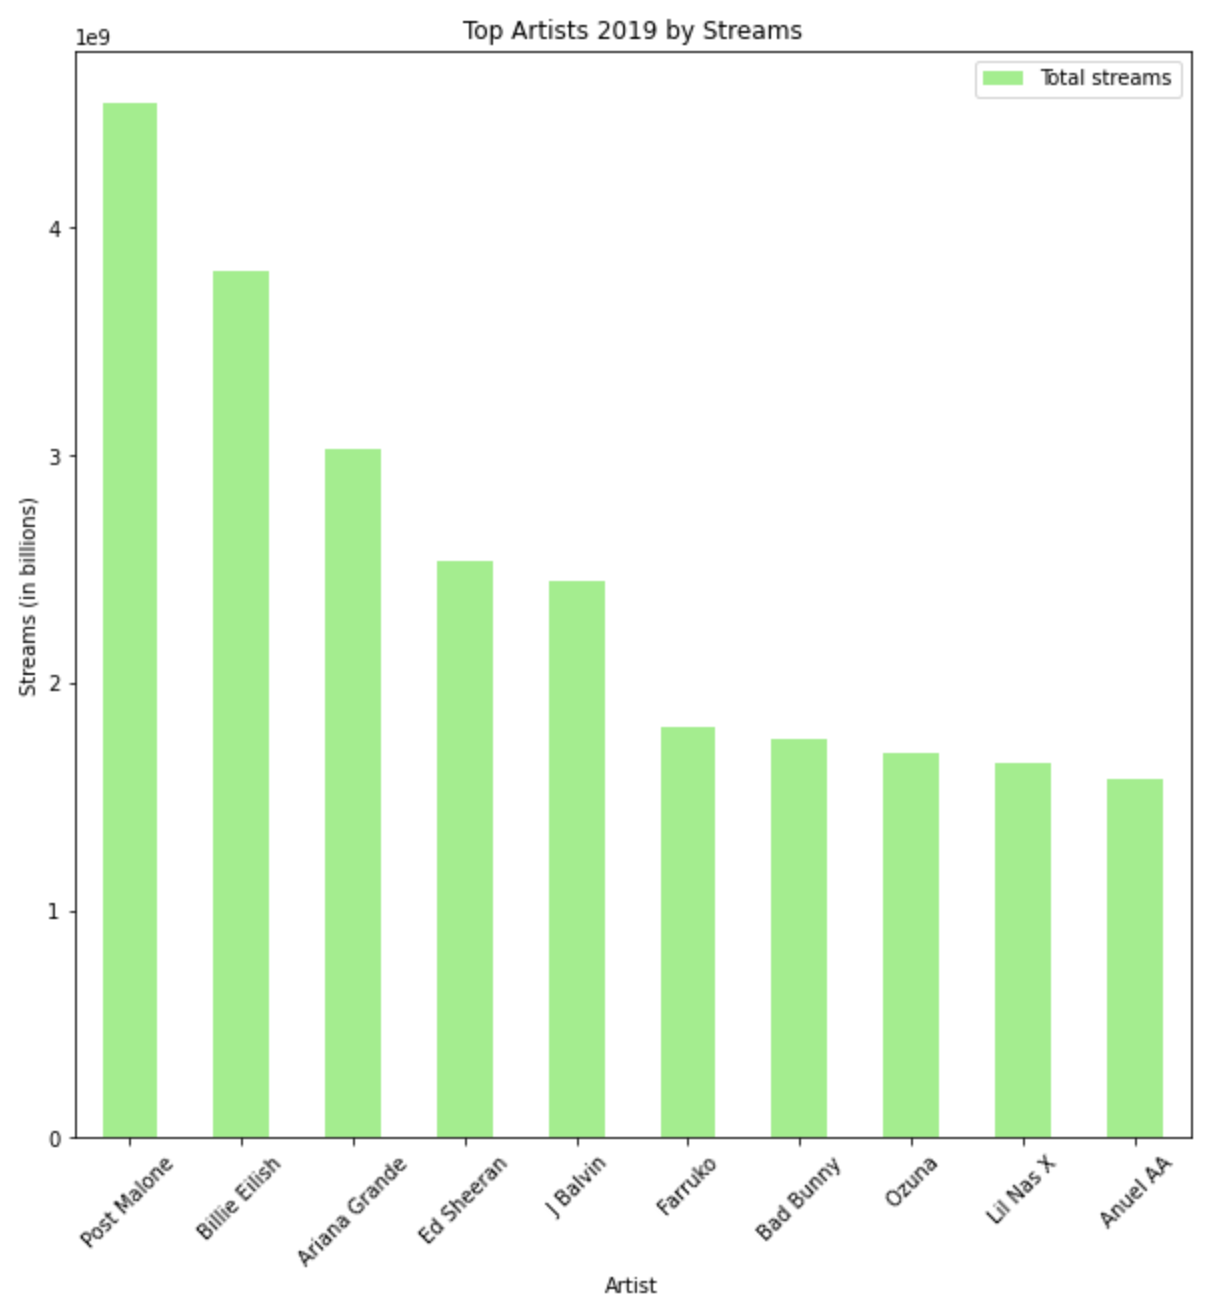 Top Artists 2019 by Streams
1e9
Total streams
4
3
2
1
0
Streams (in billions)
Post Malone
Billie Eilish
Ariana Grande
Ed Sheeran
J Balvin
Farruko
Bad Bunny
Ozuna
Lil Nas X
Anuel AA
Artist